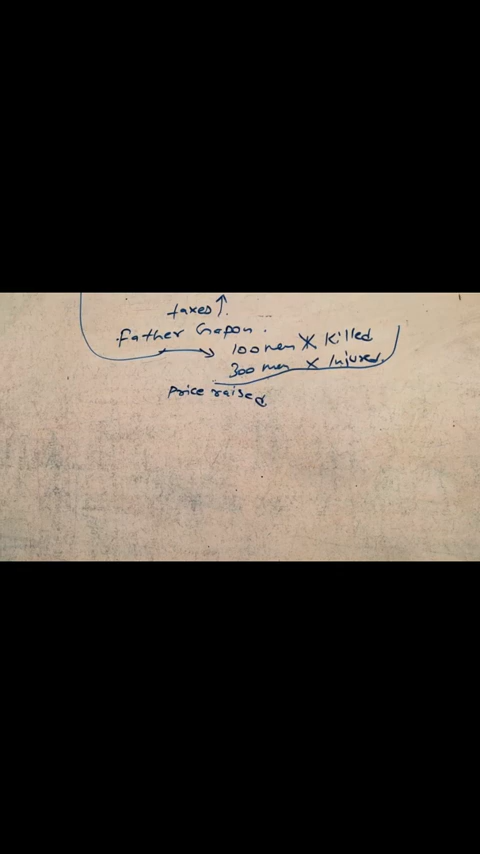 taxes ↑.
Father Gapon.
100 men X Killed
300 men X Injured
Price raised